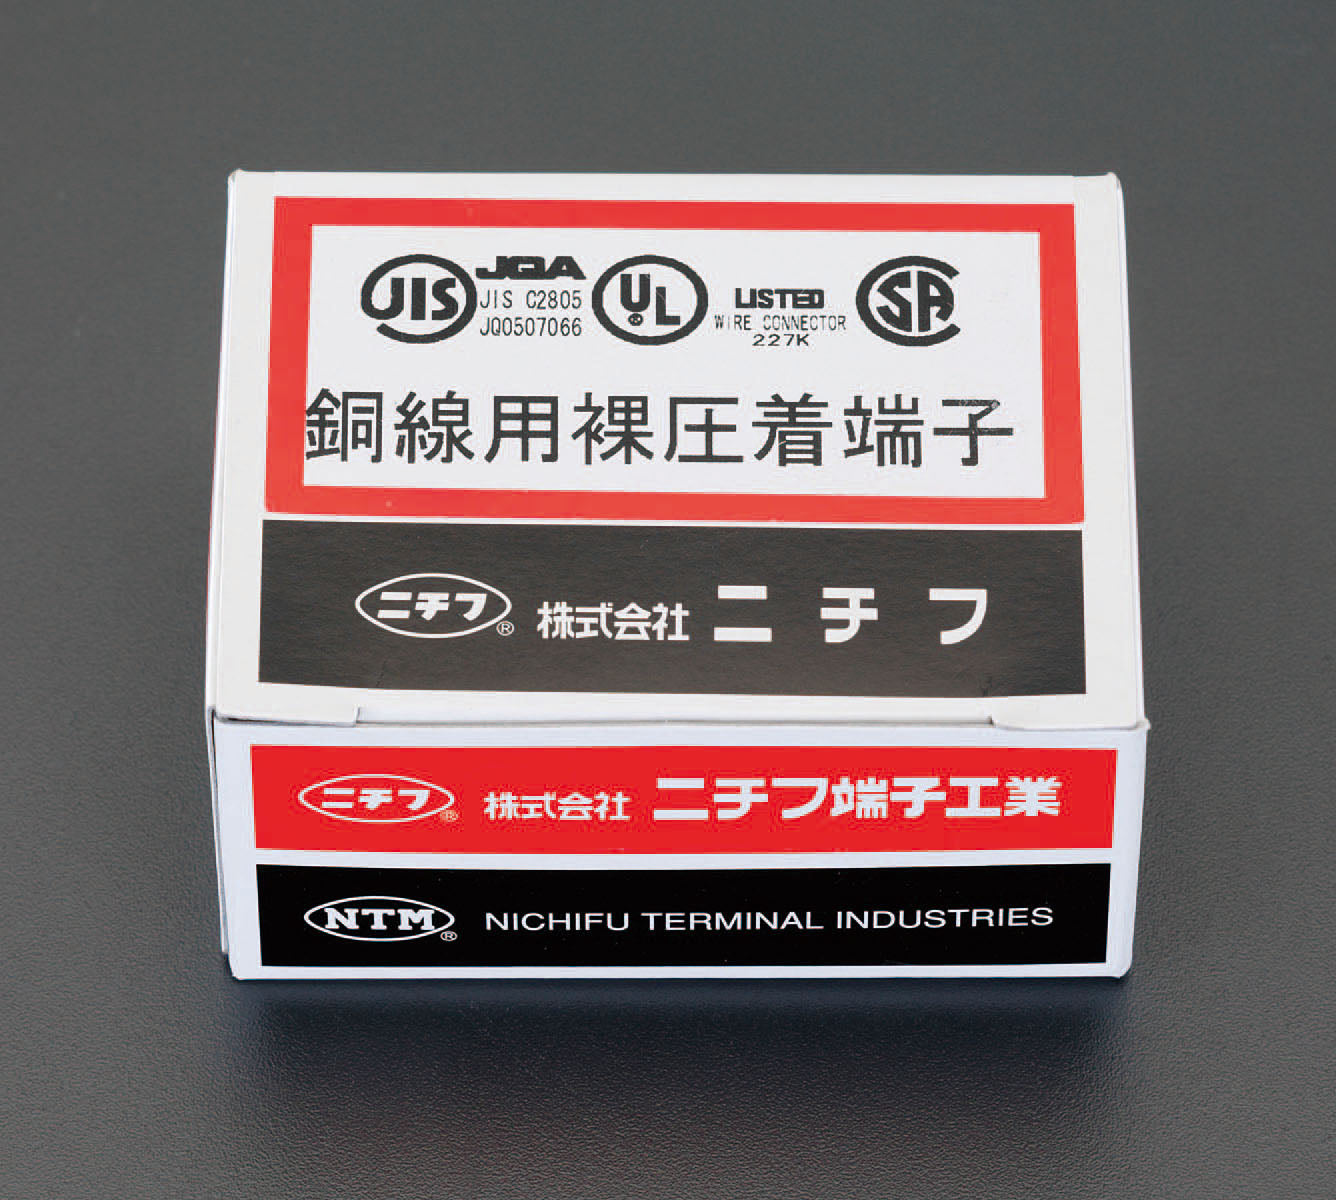 JIS JQA UL LISTED SA
JIS C2805 WIRE CONNECTOR
JQ0507066 227K
銅線用裸圧着端子
ニチフ® 株式会社 ニチフ
ニチフ® 株式会社 ニチフ端子工業
NTM® NICHIFU TERMINAL INDUSTRIES